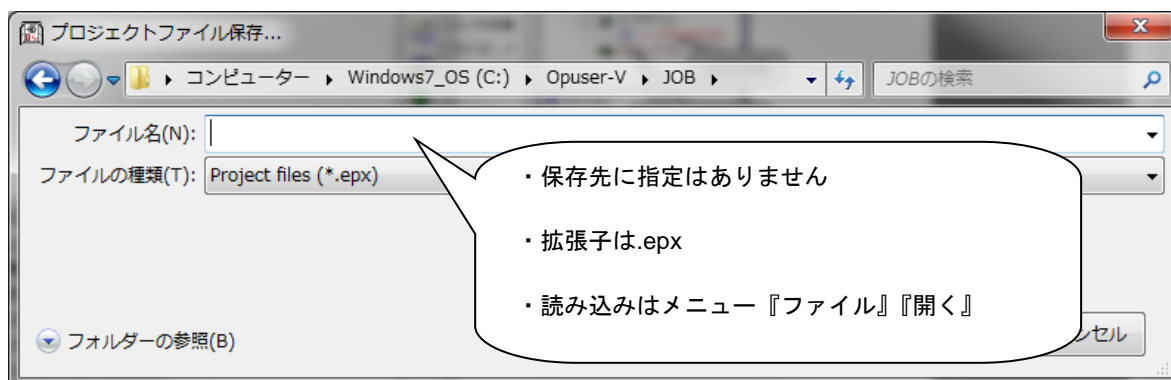 プロジェクトファイル保存...
コンピューター ▸ Windows7_OS (C:) ▸ Opuser-V ▸ JOB ▸ JOBの検索
ファイル名(N):
ファイルの種類(T): Project files (*.epx)
・保存先に指定はありません
・拡張子は.epx
・読み込みはメニュー『ファイル』『開く』
フォルダーの参照(B) ンセル